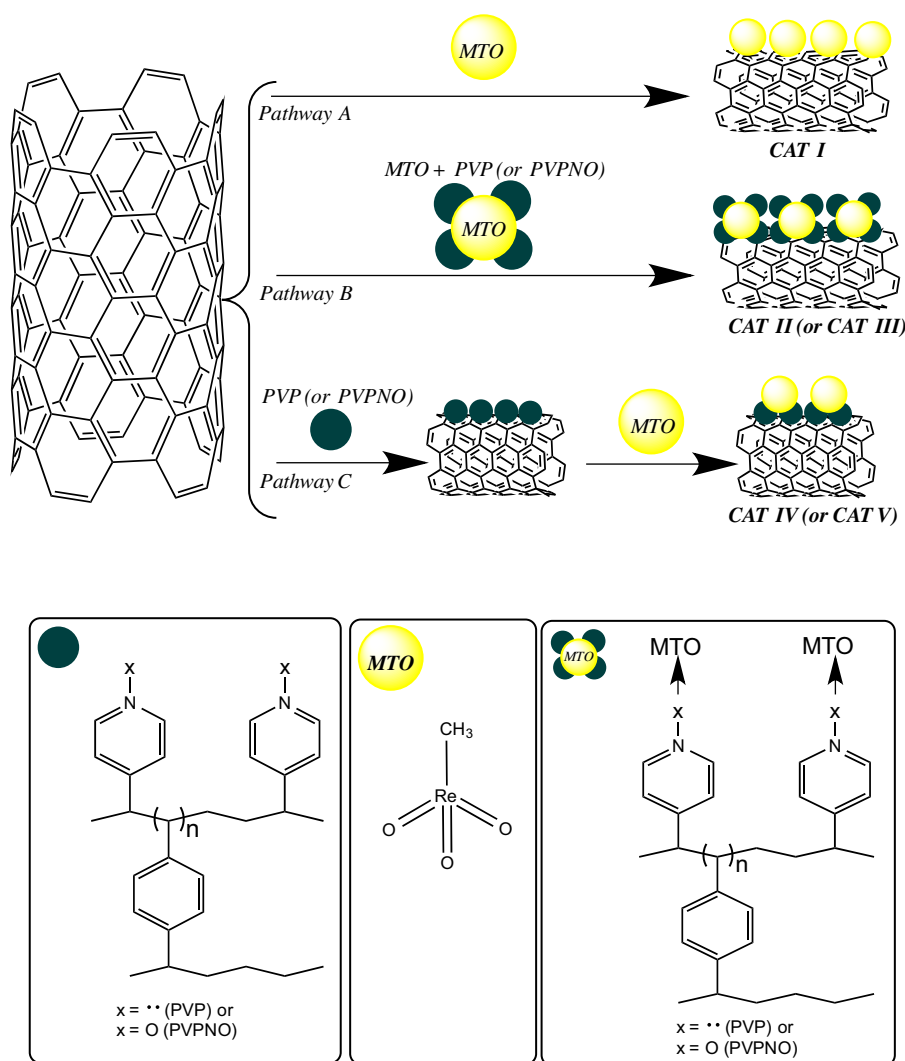 MTO
Pathway A
CAT I
MTO + PVP (or PVPNO)
MTO
Pathway B
CAT II (or CAT III)
PVP (or PVPNO)
MTO
Pathway C
CAT IV (or CAT V)
x x
N N
n
x = •• (PVP) or
x = O (PVPNO)
MTO
CH3
Re
O O
O
MTO
MTO MTO
x x
N N
n
x = •• (PVP) or
x = O (PVPNO)